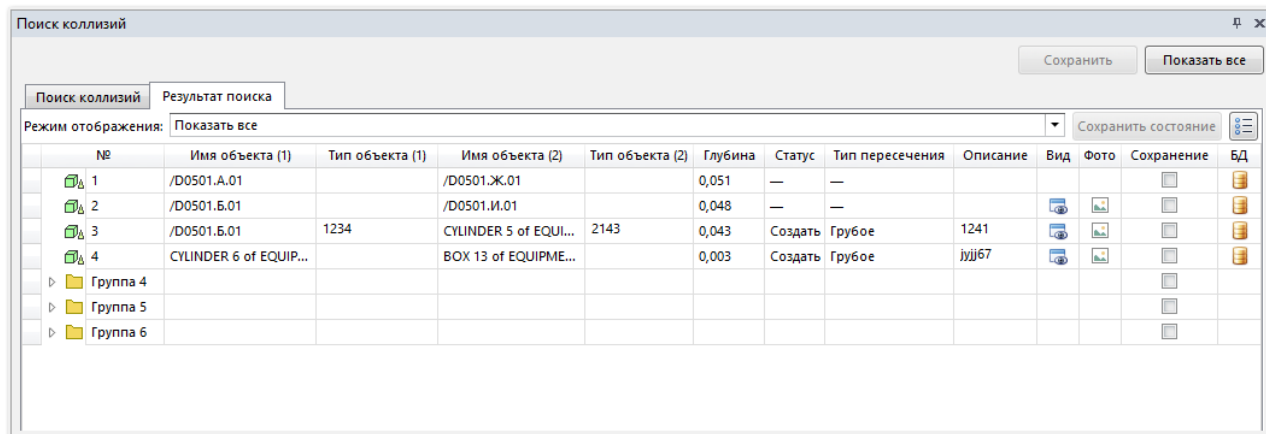 Поиск коллизий
Сохранить Показать все
Поиск коллизий Результат поиска
Режим отображения: Показать все Сохранить состояние
№ Имя объекта (1) Тип объекта (1) Имя объекта (2) Тип объекта (2) Глубина Статус Тип пересечения Описание Вид Фото Сохранение БД
1 /D0501.А.01 /D0501.Ж.01 0,051 — —
2 /D0501.Б.01 /D0501.И.01 0,048 — —
3 /D0501.Б.01 1234 CYLINDER 5 of EQUI... 2143 0,043 Создать Грубое 1241
4 CYLINDER 6 of EQUIP... BOX 13 of EQUIPME... 0,003 Создать Грубое jyjj67
Группа 4
Группа 5
Группа 6